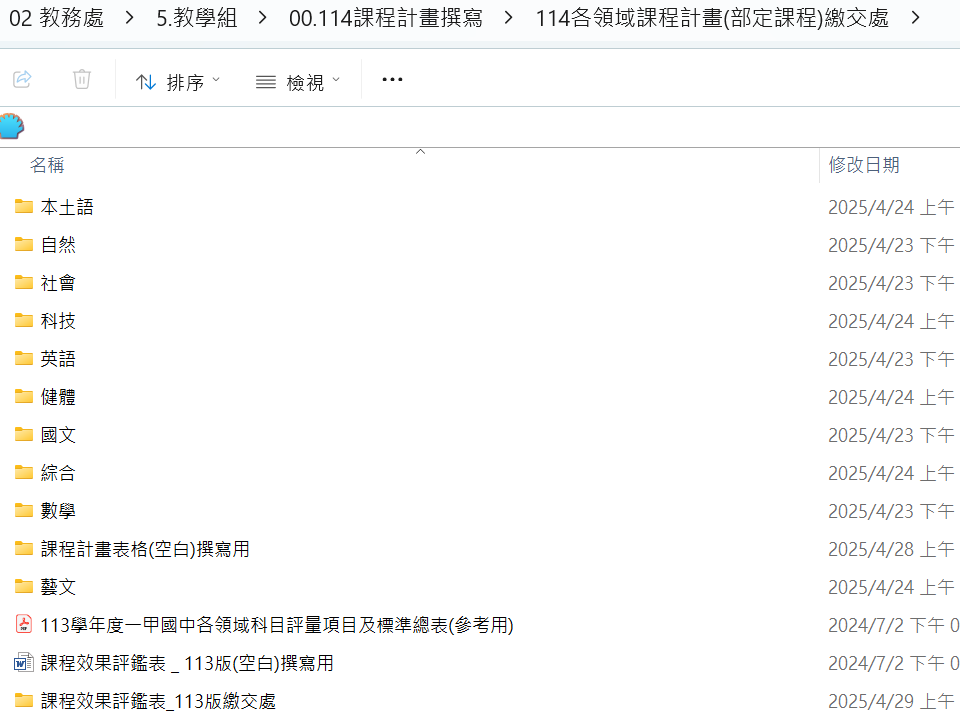 02 教務處 > 5.教學組 > 00.114課程計畫撰寫 > 114各領域課程計畫(部定課程)繳交處 >
排序 檢視 ...
名稱 修改日期
本土語 2025/4/24 上午
自然 2025/4/23 下午
社會 2025/4/23 下午
科技 2025/4/24 上午
英語 2025/4/23 下午
健體 2025/4/24 上午
國文 2025/4/23 下午
綜合 2025/4/24 上午
數學 2025/4/23 下午
課程計畫表格(空白)撰寫用 2025/4/28 上午
藝文 2025/4/24 上午
113學年度一甲國中各領域科目評量項目及標準總表(參考用) 2024/7/2 下午 0
課程效果評鑑表 _ 113版(空白)撰寫用 2024/7/2 下午 0
課程效果評鑑表_113版繳交處 2025/4/29 上午